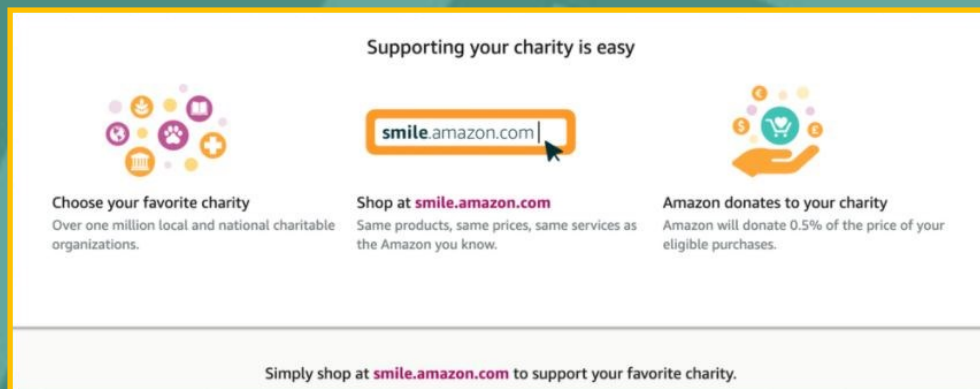 Supporting your charity is easy
smile.amazon.com
Choose your favorite charity
Over one million local and national charitable
organizations.
Shop at smile.amazon.com
Same products, same prices, same services as
the Amazon you know.
Amazon donates to your charity
Amazon will donate 0.5% of the price of your
eligible purchases.
Simply shop at smile.amazon.com to support your favorite charity.